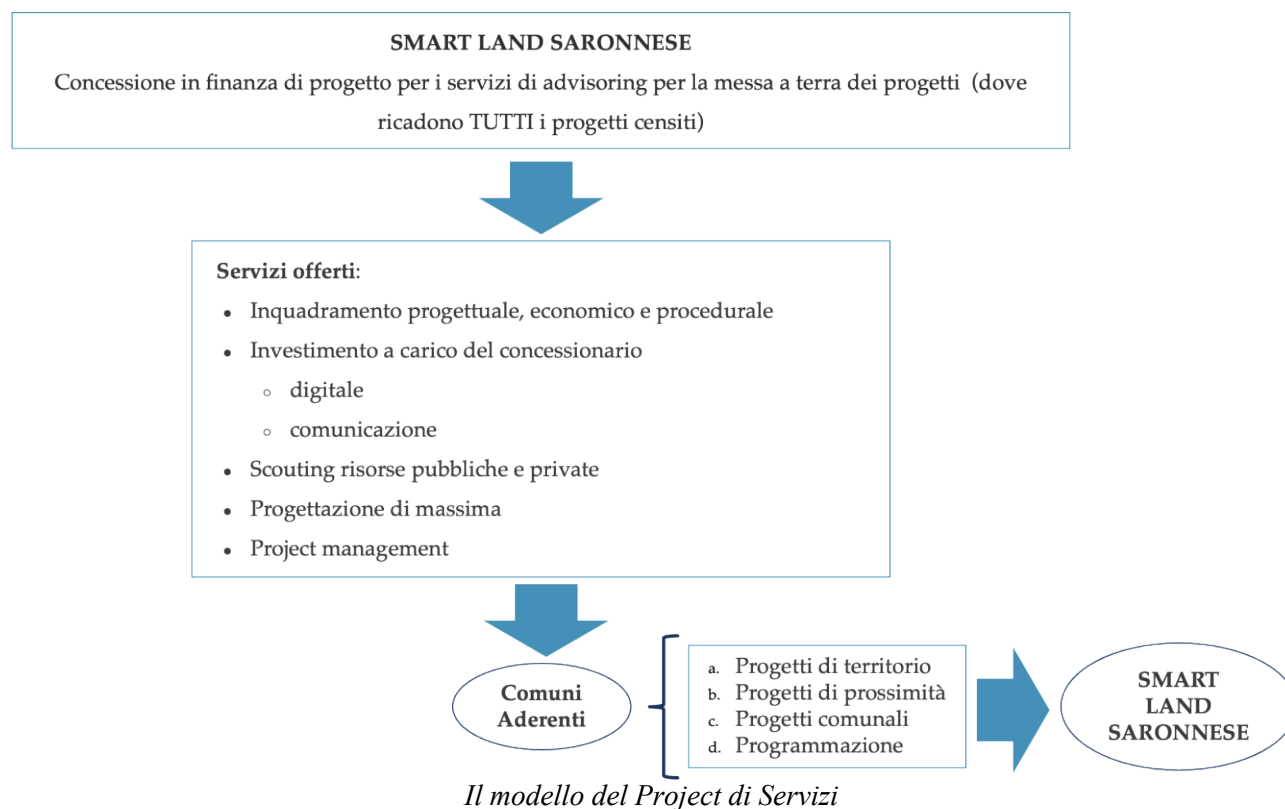 SMART LAND SARONNESE
Concessione in finanza di progetto per i servizi di advisoring per la messa a terra dei progetti (dove
ricadono TUTTI i progetti censiti)
Servizi offerti:
• Inquadramento progettuale, economico e procedurale
• Investimento a carico del concessionario
○ digitale
○ comunicazione
• Scouting risorse pubbliche e private
• Progettazione di massima
• Project management
Comuni
Aderenti
a. Progetti di territorio
b. Progetti di prossimità
c. Progetti comunali
d. Programmazione
SMART
LAND
SARONNESE
Il modello del Project di Servizi